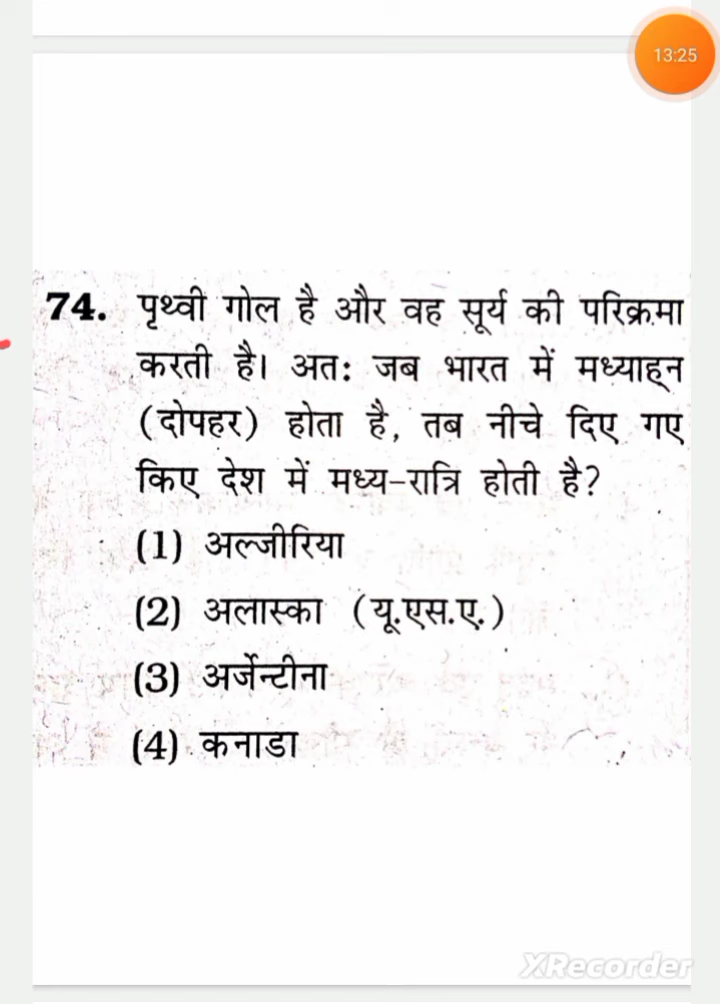 13:25
74. पृथ्वी गोल है और वह सूर्य की परिक्रमा
करती है। अतः जब भारत में मध्याह्न
(दोपहर) होता है, तब नीचे दिए गए
किए देश में मध्य-रात्रि होती है?
(1) अल्जीरिया
(2) अलास्का (यू.एस.ए.)
(3) अर्जेन्टीना
(4) कनाडा
XRecorder